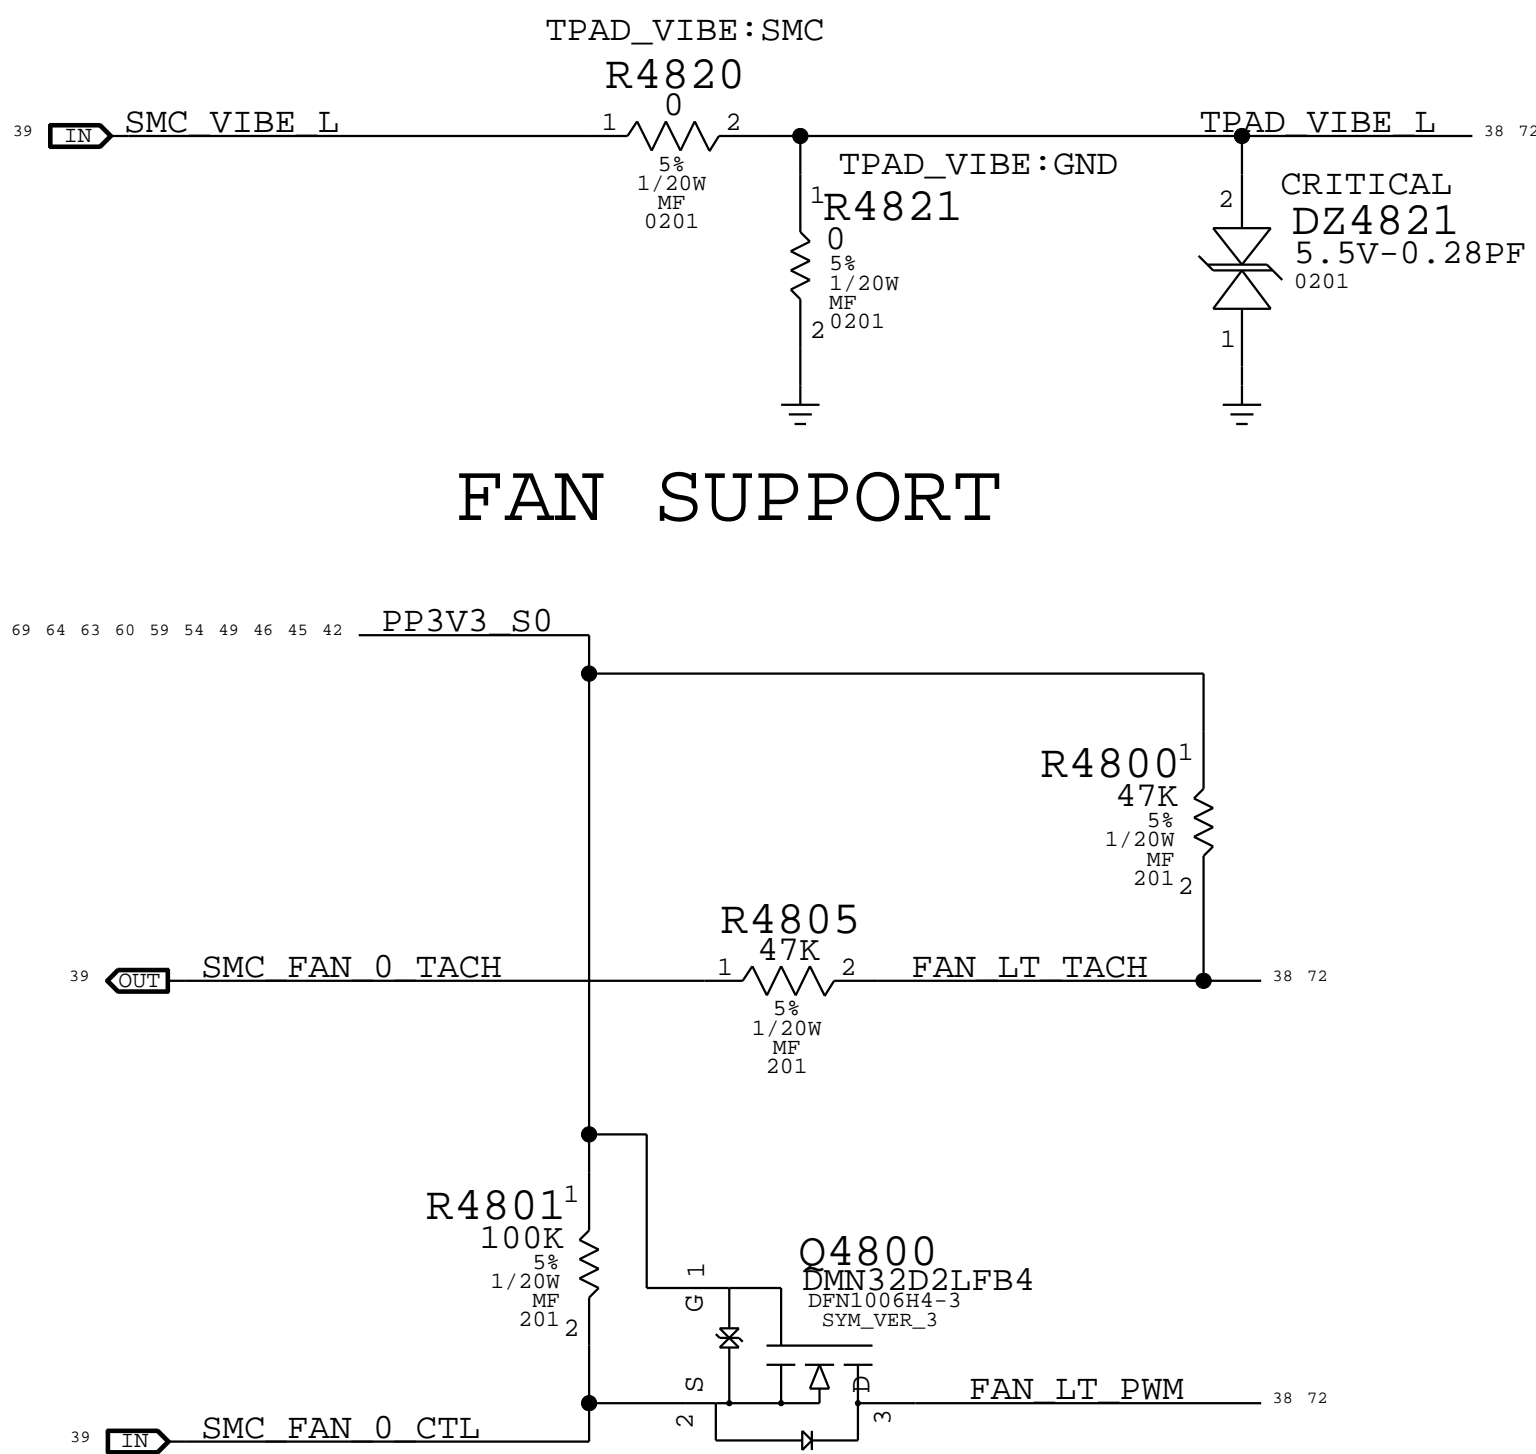 TPAD_VIBE:SMC
R4820
0
39 IN SMC_VIBE_L 1 2 TPAD_VIBE_L 38 72
5%
1/20W
MF
0201
TPAD_VIBE:GND
1 R4821
0
5%
1/20W
MF
0201
2
CRITICAL
2 DZ4821
5.5V-0.28PF
0201
1
FAN SUPPORT
69 64 63 60 59 54 49 46 45 42 PP3V3_S0
R4800 1
47K
5%
1/20W
MF
201 2
R4805
47K
39 OUT SMC_FAN_0_TACH 1 2 FAN_LT_TACH 38 72
5%
1/20W
MF
201
R4801 1
100K
5%
1/20W
MF
201 2
Q4800
DMN32D2LFB4
DFN1006H4-3
SYM_VER_3
G 1
S 2
D 3
FAN_LT_PWM 38 72
39 IN SMC_FAN_0_CTL